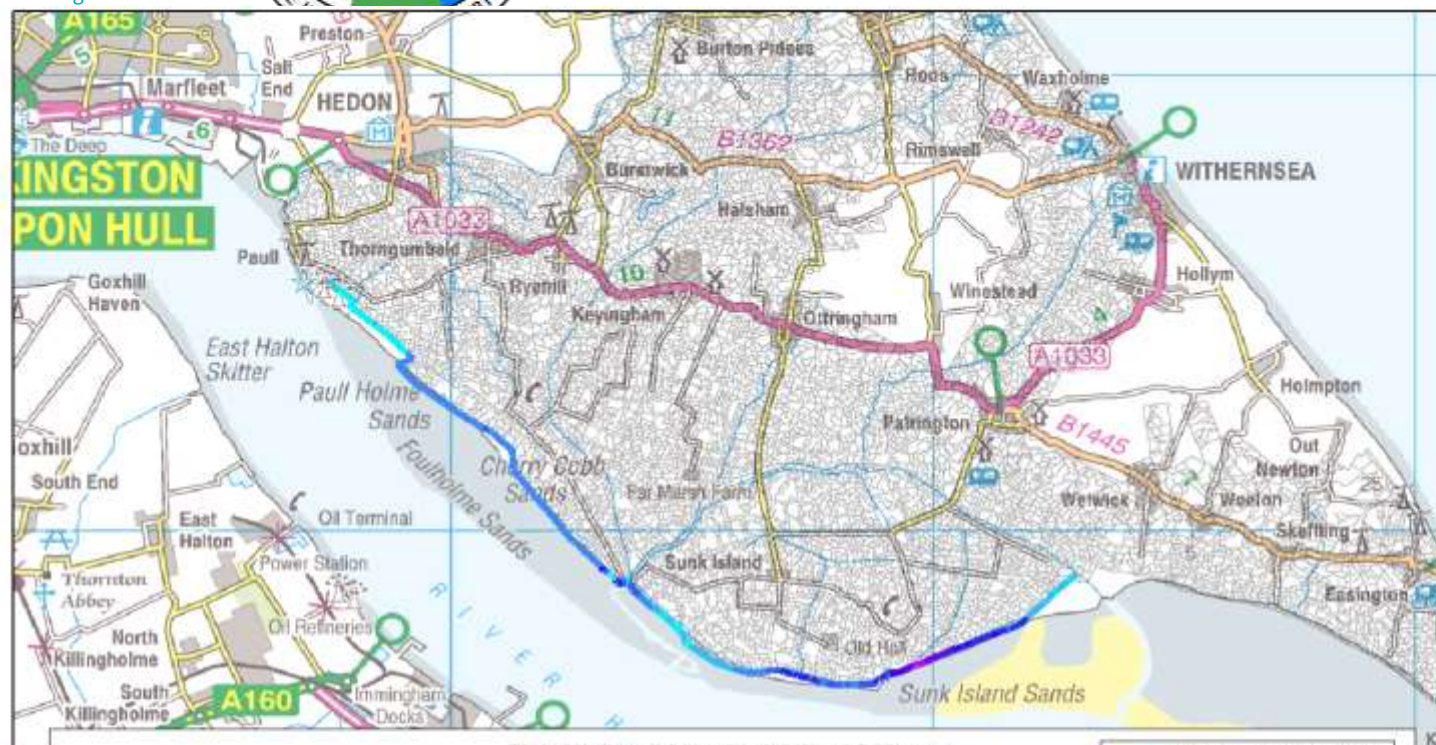 A165
5
Preston
Burton Pidsea
Roos
Waxholme
Salt
End
Marfleet
HEDON
11
B1362
B1242
6
Rimswell
The Deep
KINGSTON
UPON HULL
Burstwick
WITHERNSEA
Halsham
A1033
Thorngumbald
Paull
10
Ryehill
Hollym
Goxhill
Haven
Winestead
Keyingham
Ottringham
4
East Halton
Skitter
A1033
Holmpton
Paull Holme
Sands
Patrington
B1445
Out
Newton
Foulholme Sands
Cherry Cobb
Sands
Goxhill
South End
Far Marsh Farm
Welwick
7
Weeton
East
Halton
Oil Terminal
Skeffling
5
Power Station
Sunk Island
Thornton
Abbey
Easington
RIVER H
Oil Refineries
North
Killingholme
Old Hall
South
Killingholme
A160
Immingham
Docks
Sunk Island Sands